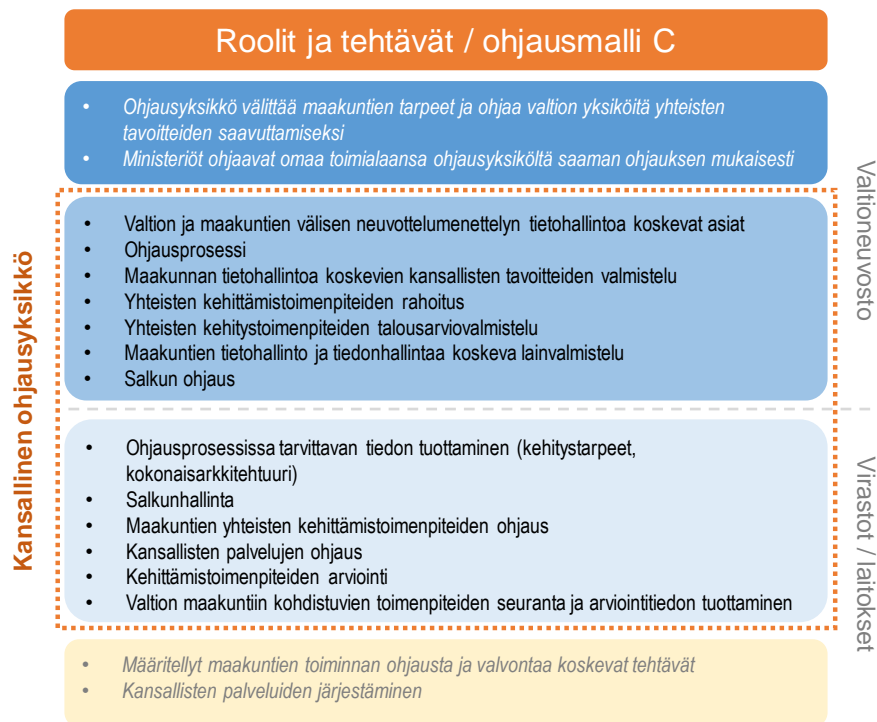 Roolit ja tehtävät / ohjausmalli C
• Ohjausyksikkö välittää maakuntien tarpeet ja ohjaa valtion yksiköitä yhteisten
tavoitteiden saavuttamiseksi
• Ministeriöt ohjaavat omaa toimialaansa ohjausyksiköltä saaman ohjauksen mukaisesti
Valtioneuvosto
Kansallinen ohjausyksikkö
• Valtion ja maakuntien välisen neuvottelumenettelyn tietohallintoa koskevat asiat
• Ohjausprosessi
• Maakunnan tietohallintoa koskevien kansallisten tavoitteiden valmistelu
• Yhteisten kehittämistoimenpiteiden rahoitus
• Yhteisten kehitystoimenpiteiden talousarviovalmistelu
• Maakuntien tietohallinto ja tiedonhallintaa koskeva lainvalmistelu
• Salkun ohjaus
• Ohjausprosessissa tarvittavan tiedon tuottaminen (kehitystarpeet,
kokonaisarkkitehtuuri)
• Salkunhallinta
• Maakuntien yhteisten kehittämistoimenpiteiden ohjaus
• Kansallisten palvelujen ohjaus
• Kehittämistoimenpiteiden arviointi
• Valtion maakuntiin kohdistuvien toimenpiteiden seuranta ja arviointitiedon tuottaminen
Virastot / laitokset
• Määritellyt maakuntien toiminnan ohjausta ja valvontaa koskevat tehtävät
• Kansallisten palveluiden järjestäminen